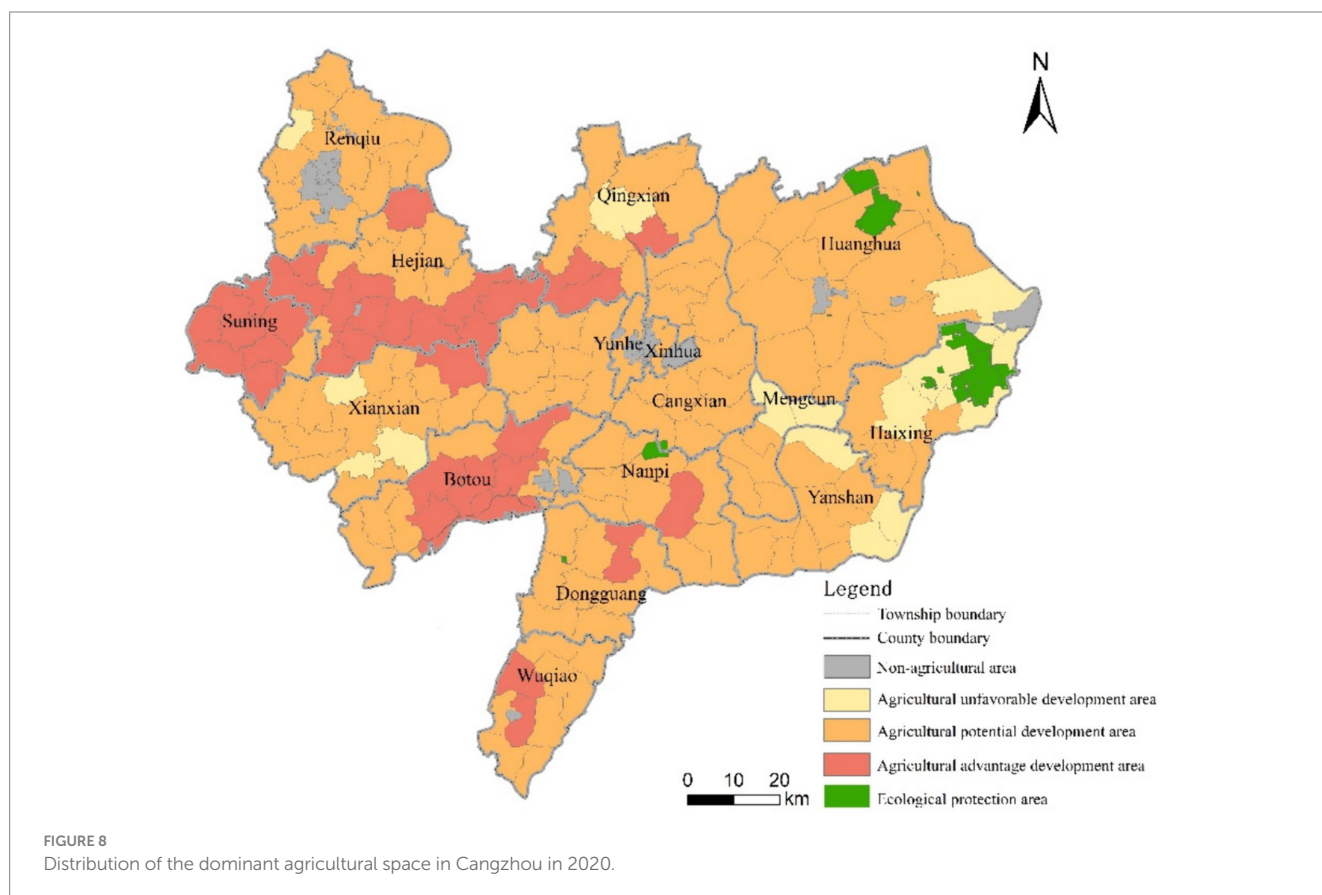 N
Renqiu
Qingxian
Huanghua
Hejian
Suning
Yunhe
Xinhua
Cangxian
Mengcun
Xianxian
Haixing
Botou
Nanpi
Yanshan
Dongguang
Wuqiao
Legend
Township boundary
County boundary
Non-agricultural area
Agricultural unfavorable development area
Agricultural potential development area
Agricultural advantage development area
Ecological protection area
0 10 20
km
FIGURE 8
Distribution of the dominant agricultural space in Cangzhou in 2020.